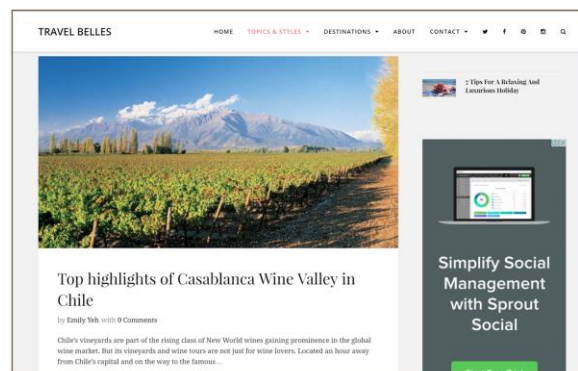 TRAVEL BELLES
HOME TOPICS & STYLES DESTINATIONS ABOUT CONTACT
7 Tips For A Relaxing And
Luxurious Holiday
Top highlights of Casablanca Wine Valley in
Chile
by Emily Yeh with 0 Comments
Chile's vineyards are part of the rising class of New World wines gaining prominence in the global
wine market. But its vineyards and wine tours are not just for wine lovers. Located an hour away
from Chile's capital and on the way to the famous...
Simplify Social
Management
with Sprout
Social